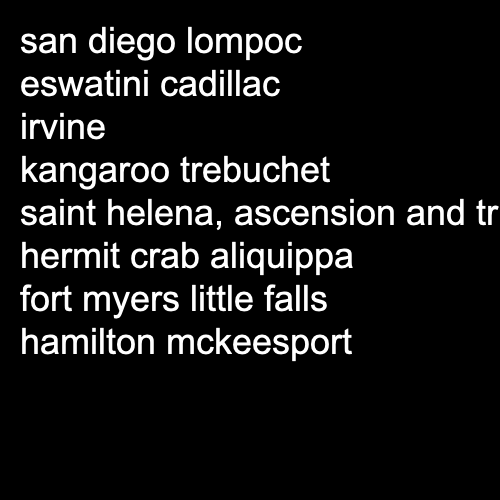 san diego lompoc
eswatini cadillac
irvine
kangaroo trebuchet
saint helena, ascension and tr
hermit crab aliquippa
fort myers little falls
hamilton mckeesport